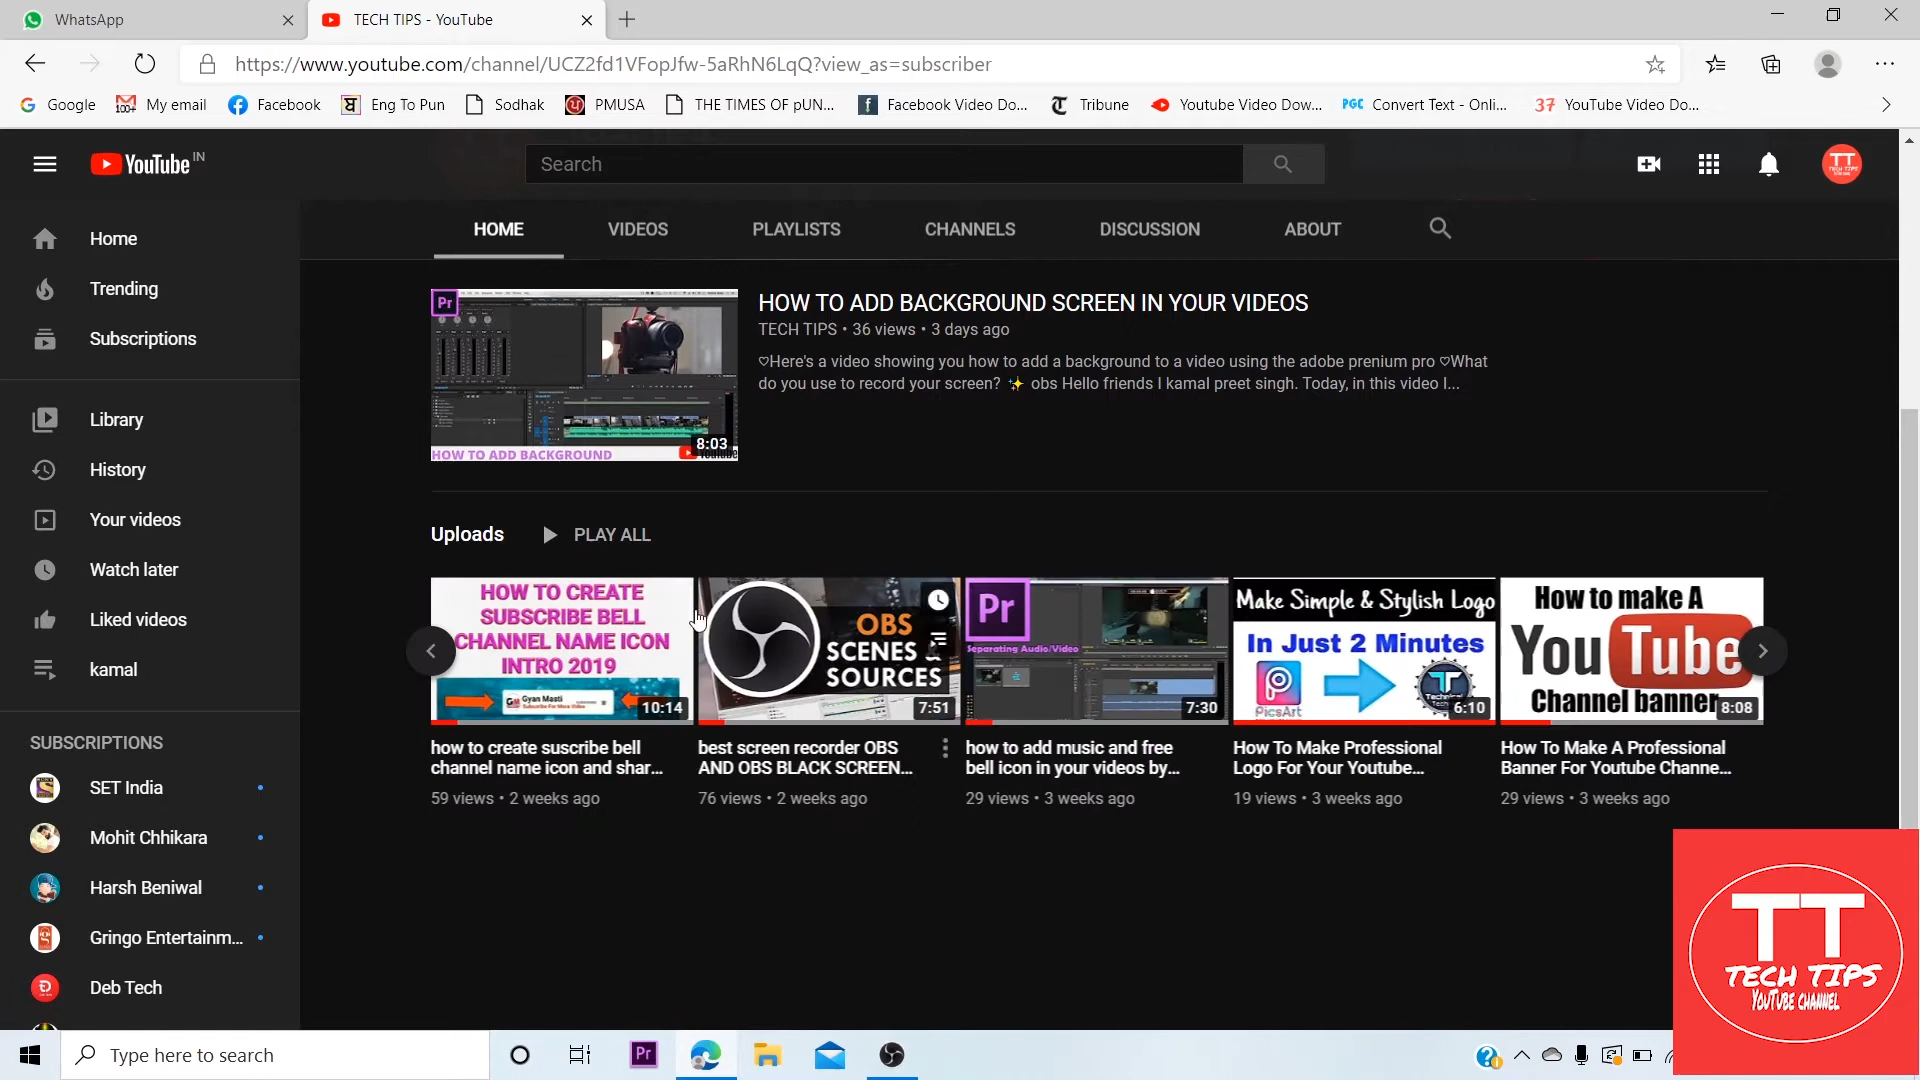 WhatsApp
TECH TIPS - YouTube
https://www.youtube.com/channel/UCZ2fd1VFopJfw-5aRhN6LqQ?view_as=subscriber
Google
My email
Facebook
Eng To Pun
Sodhak
PMUSA
THE TIMES OF pUN...
Facebook Video Do...
Tribune
Youtube Video Dow...
PGC Convert Text - Onli...
37 YouTube Video Do...
YouTube IN
Search
TT
Home
Trending
Subscriptions
Library
History
Your videos
Watch later
Liked videos
kamal
SUBSCRIPTIONS
SET India
Mohit Chhikara
Harsh Beniwal
Gringo Entertainm...
Deb Tech
HOME
VIDEOS
PLAYLISTS
CHANNELS
DISCUSSION
ABOUT
Pr
8:03
HOW TO ADD BACKGROUND
HOW TO ADD BACKGROUND SCREEN IN YOUR VIDEOS
TECH TIPS • 36 views • 3 days ago
♡Here's a video showing you how to add a background to a video using the adobe prenium pro ♡What
do you use to record your screen? ✨ obs Hello friends I kamal preet singh. Today, in this video I...
Uploads
PLAY ALL
HOW TO CREATE
SUBSCRIBE BELL
CHANNEL NAME ICON
INTRO 2019
Gyan Masti
10:14
how to create suscribe bell
channel name icon and shar...
59 views • 2 weeks ago
OBS
SCENES &
SOURCES
7:51
best screen recorder OBS
AND OBS BLACK SCREEN...
76 views • 2 weeks ago
Pr
Separating Audio/Video
7:30
how to add music and free
bell icon in your videos by...
29 views • 3 weeks ago
Make Simple & Stylish Logo
In Just 2 Minutes
PicsArt
6:10
How To Make Professional
Logo For Your Youtube...
19 views • 3 weeks ago
How to make A
YouTube
Channel banner
8:08
How To Make A Professional
Banner For Youtube Channe...
29 views • 3 weeks ago
TT
TECH TIPS
YouTube CHANNEL
Type here to search
Pr